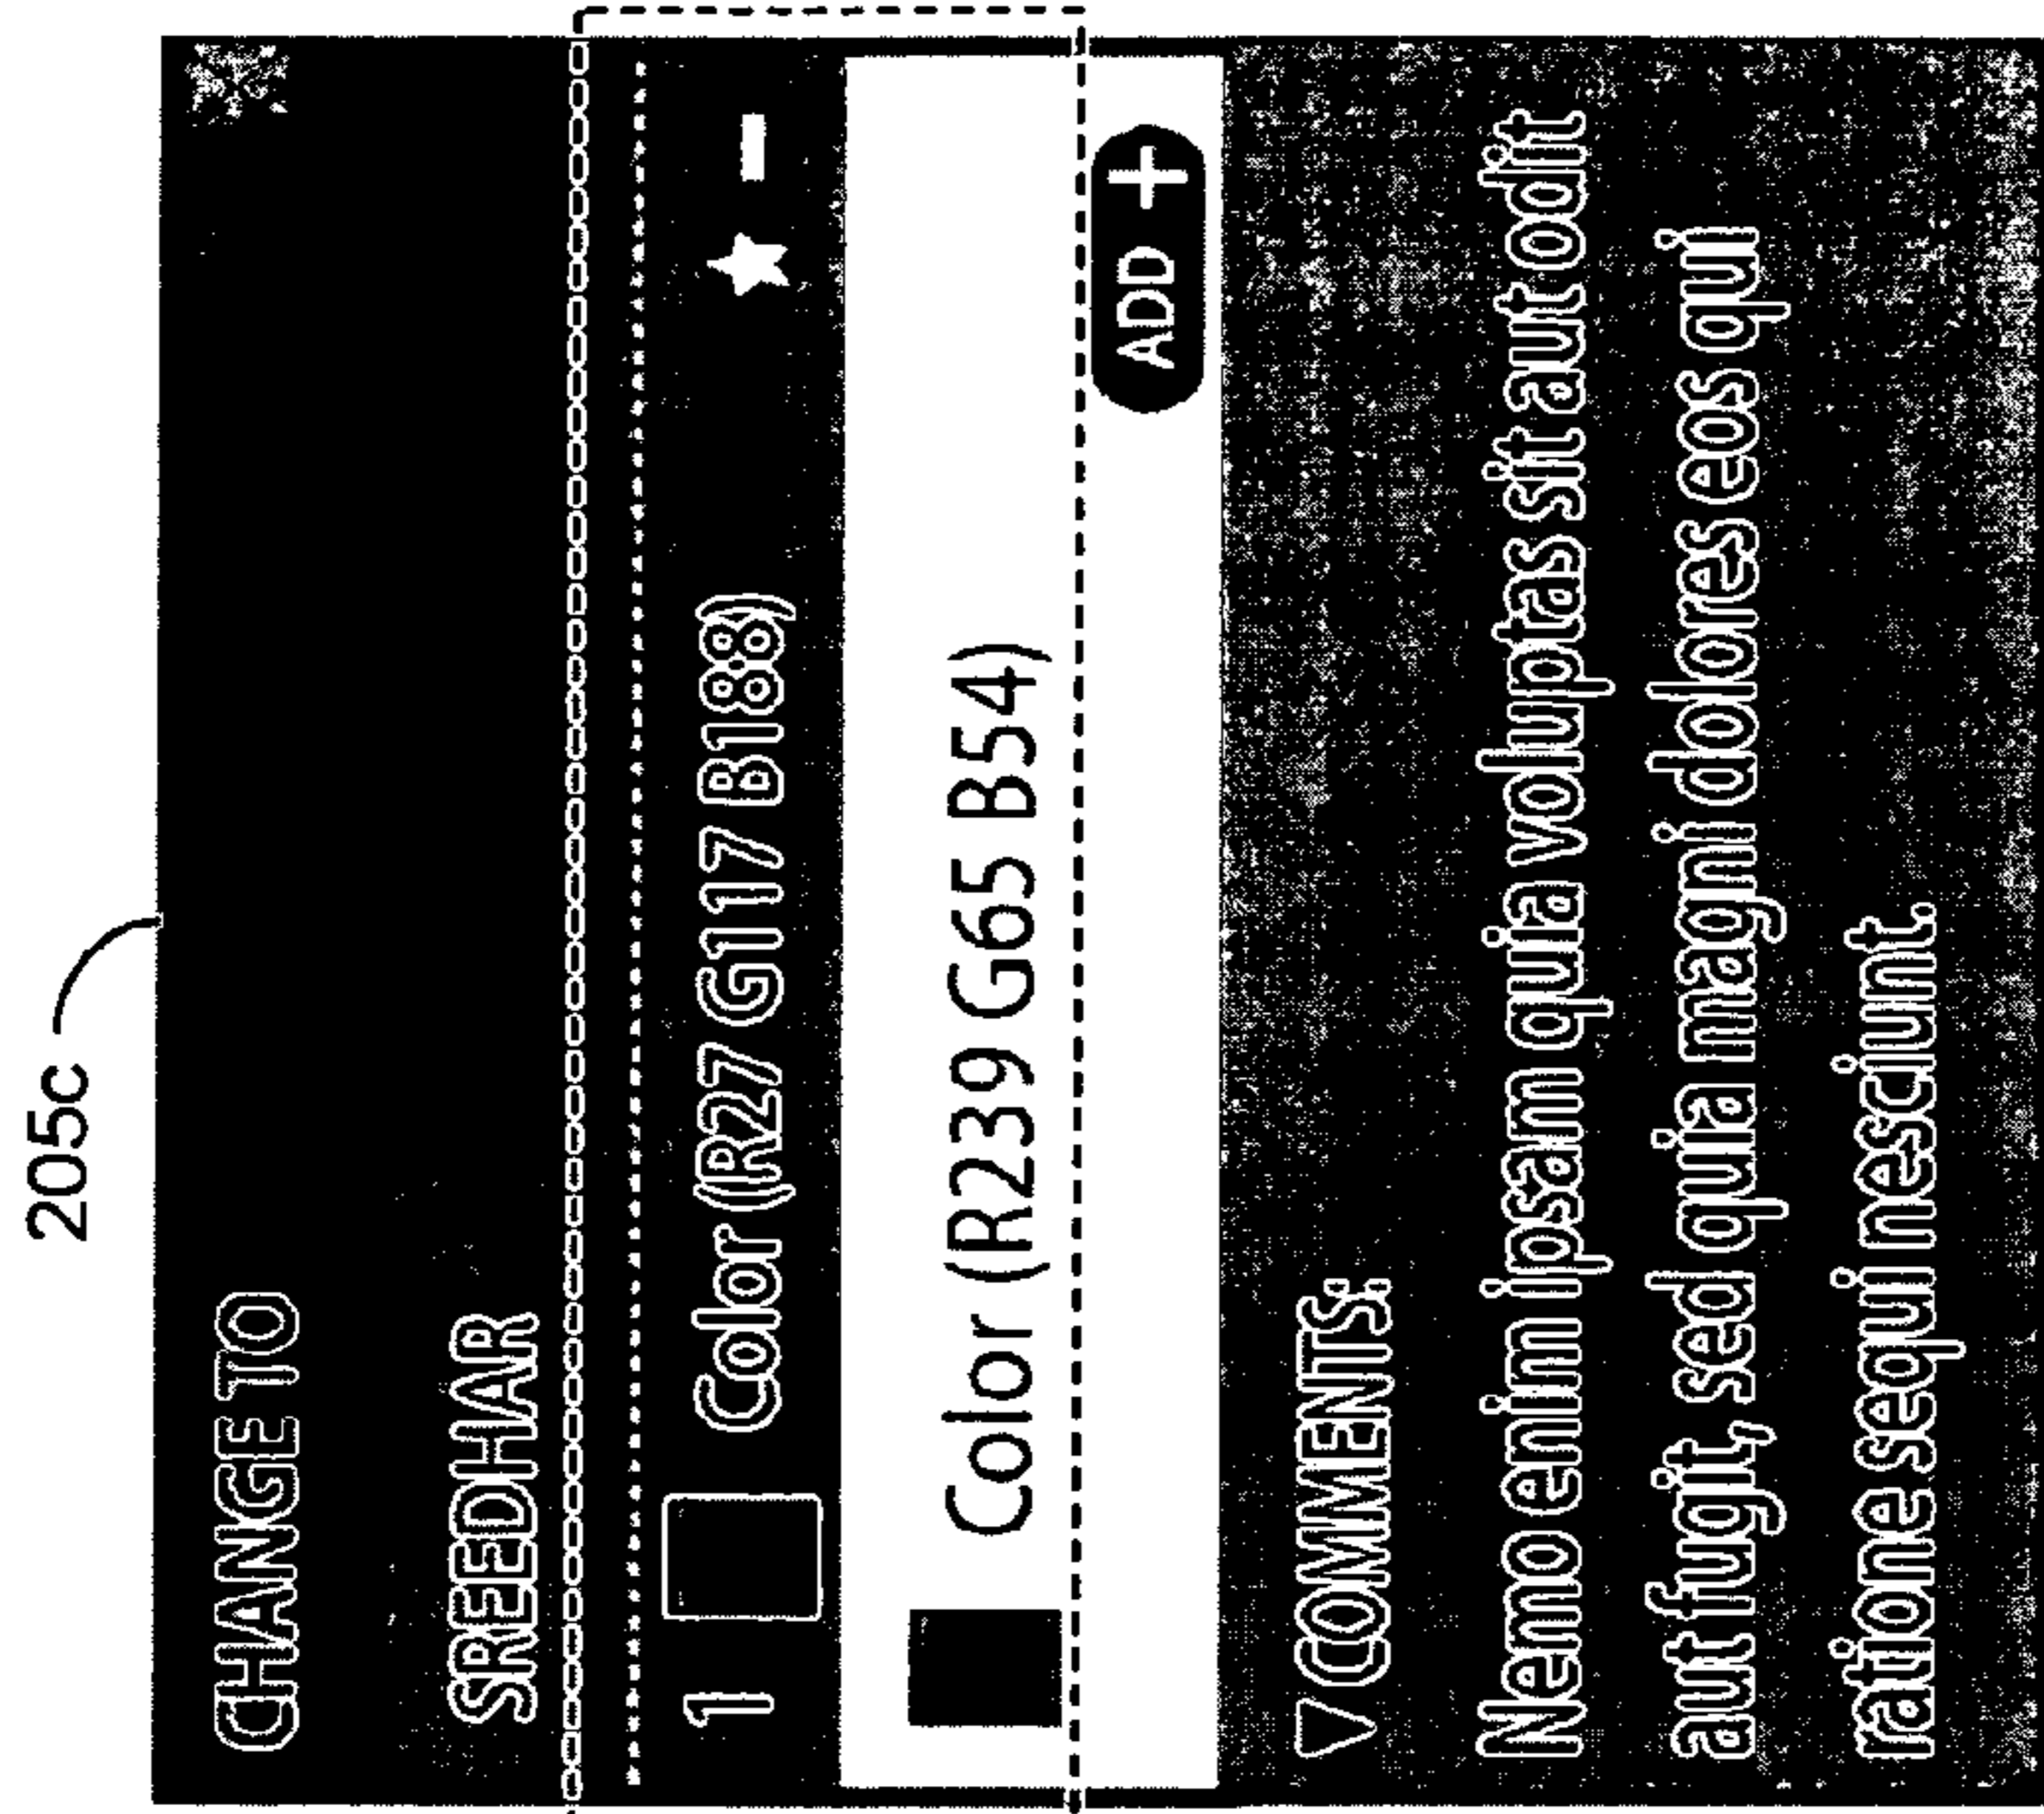 205c
CHANGE TO
SREEDHAR
1 Color (R27 G117 B188)
Color (R239 G65 B54)
ADD +
COMMENTS:
Nemo enim ipsam quia voluptas sit aut odit
aut fugit, sed quia magni dolores eos qui
ratione sequi nesciunt.